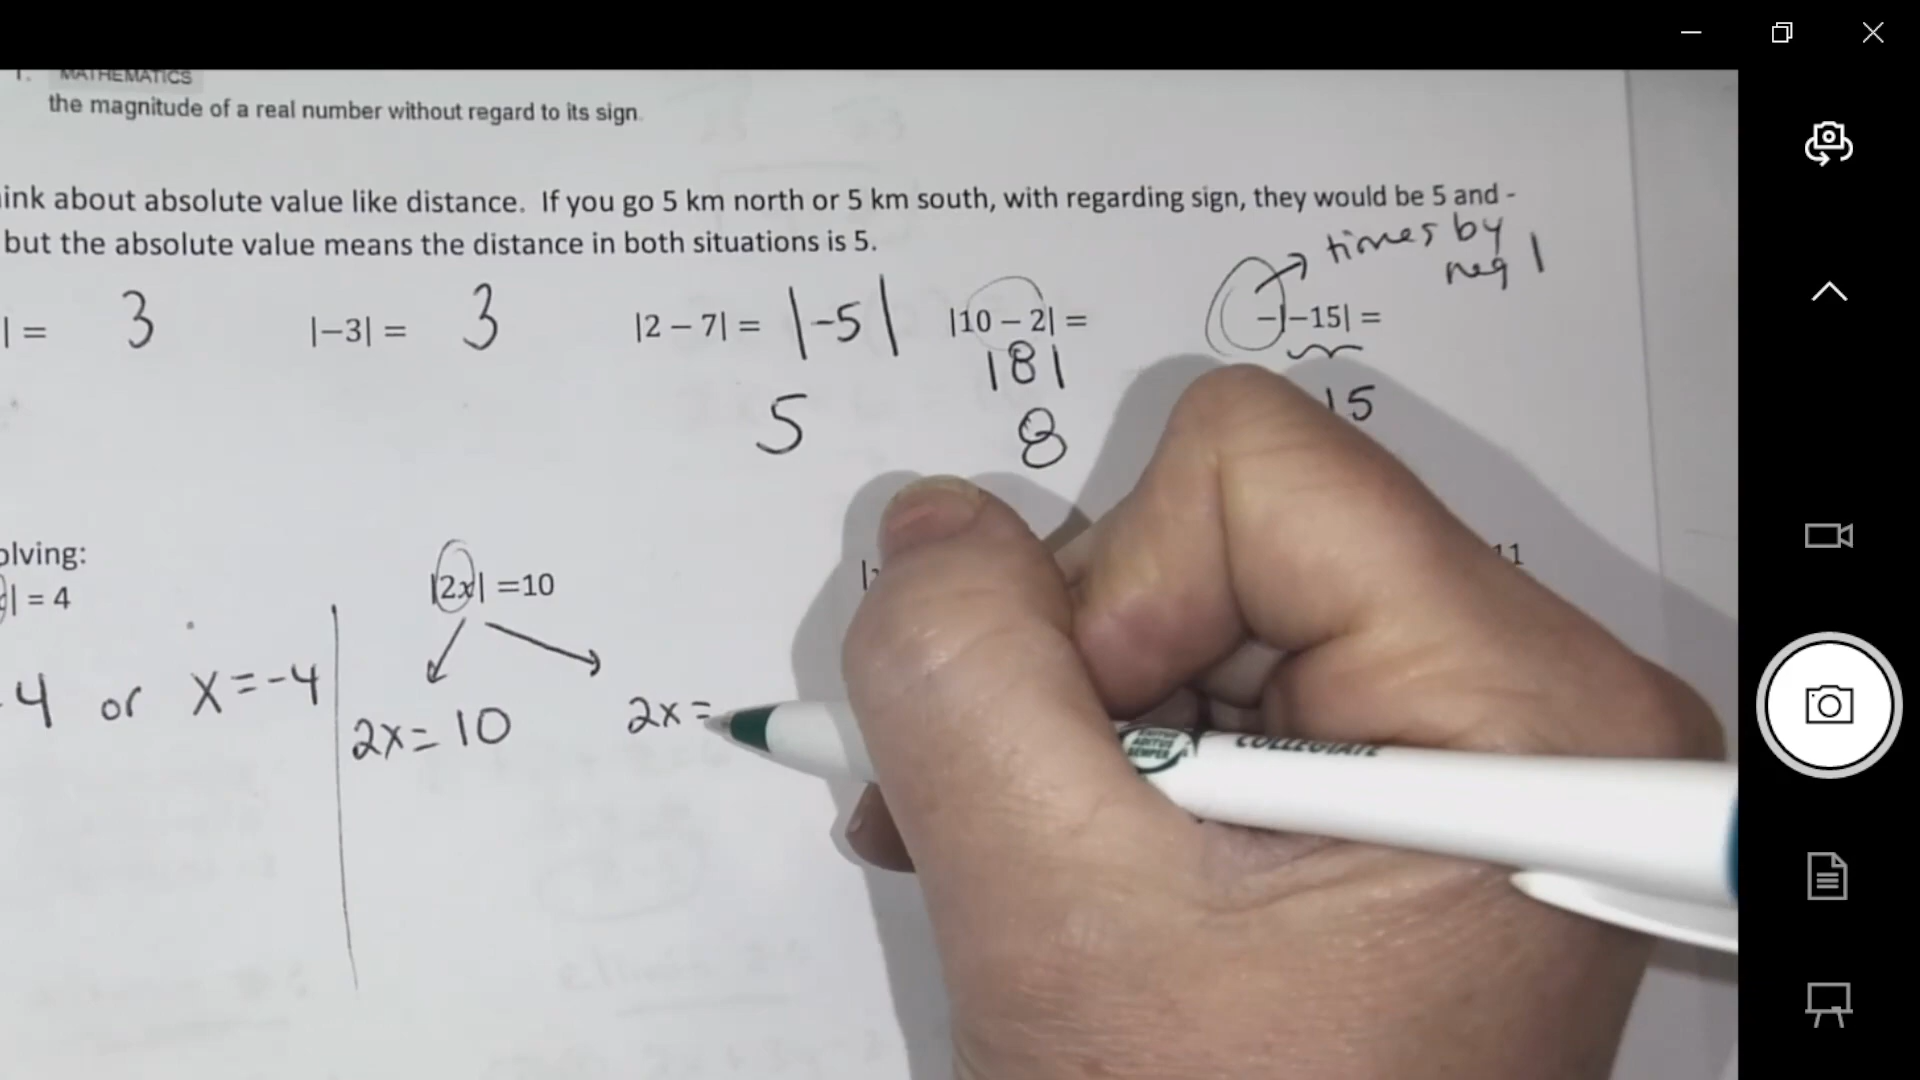 1. MATHEMATICS
the magnitude of a real number without regard to its sign.
about absolute value like distance. If you go 5 km north or 5 km south, with regarding sign, they would be 5 and -
but the absolute value means the distance in both situations is 5.
times by
neg 1
| = 3 |−3| = 3 |2 − 7| = |-5| |10 − 2| = −|−15| =
|8|
5 8 15
| = 4 |2x| =10 11
4 or x=-4 2x=10 2x=
COLLEGIATE